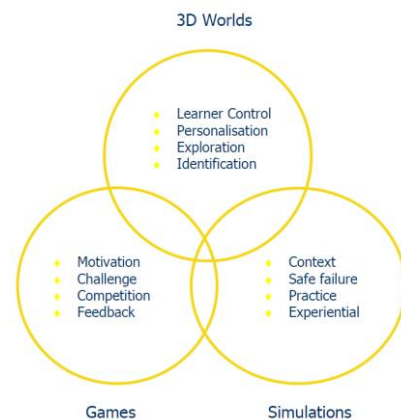 3D Worlds
Learner Control
Personalisation
Exploration
Identification
Motivation
Challenge
Competition
Feedback
Context
Safe failure
Practice
Experiential
Games
Simulations